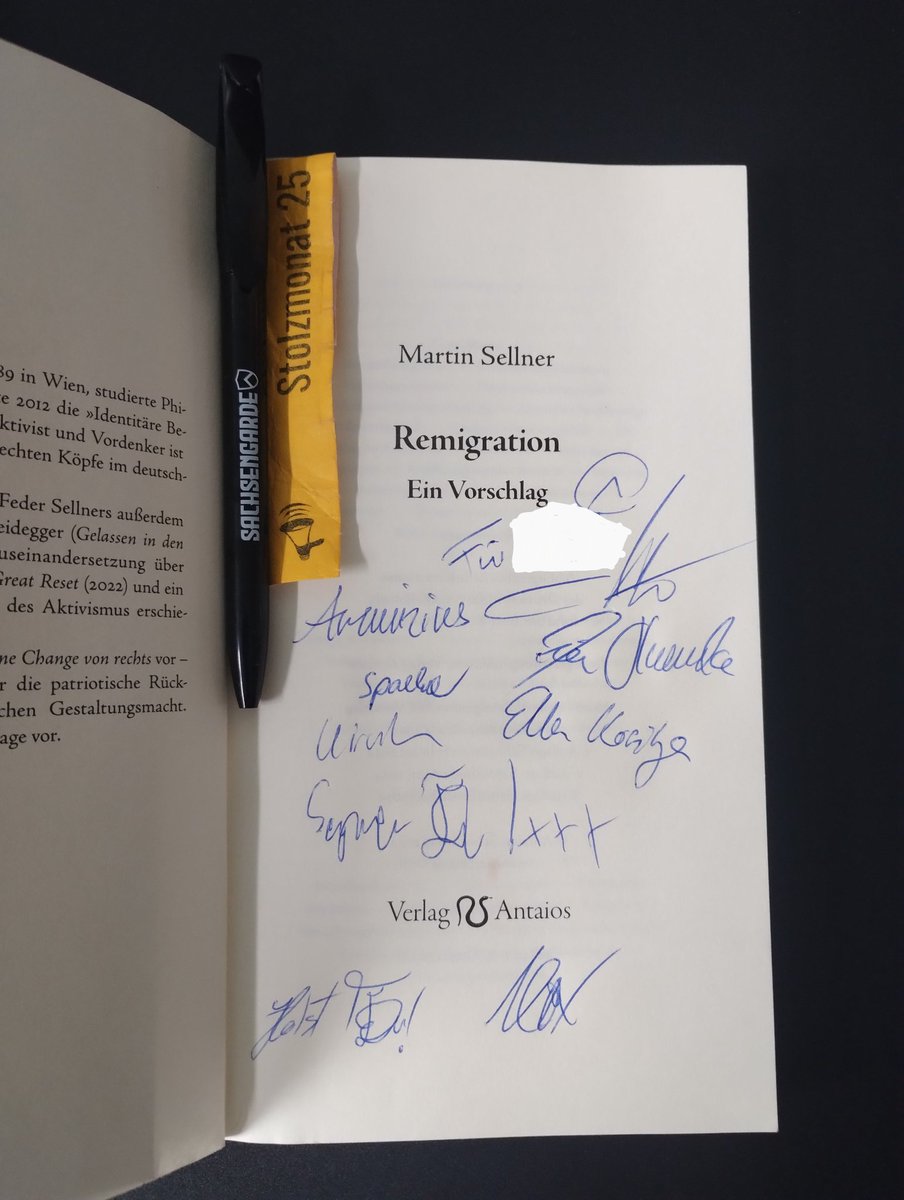 89 in Wien, studierte Phi-
te 2012 die »Identitäre Be-
ktivist und Vordenker ist
echten Köpfe im deutsch-
Feder Sellners außerdem
eidegger (Gelassen in den
useinandersetzung über
Great Reset (2022) und ein
des Aktivismus erschie-
me Change von rechts vor –
r die patriotische Rück-
chen Gestaltungsmacht.
age vor.
SACHSENGARDE
Stolzmonat 25
Martin Sellner
Remigration
Ein Vorschlag
Für
Arminius
Verlag Antaios
Max